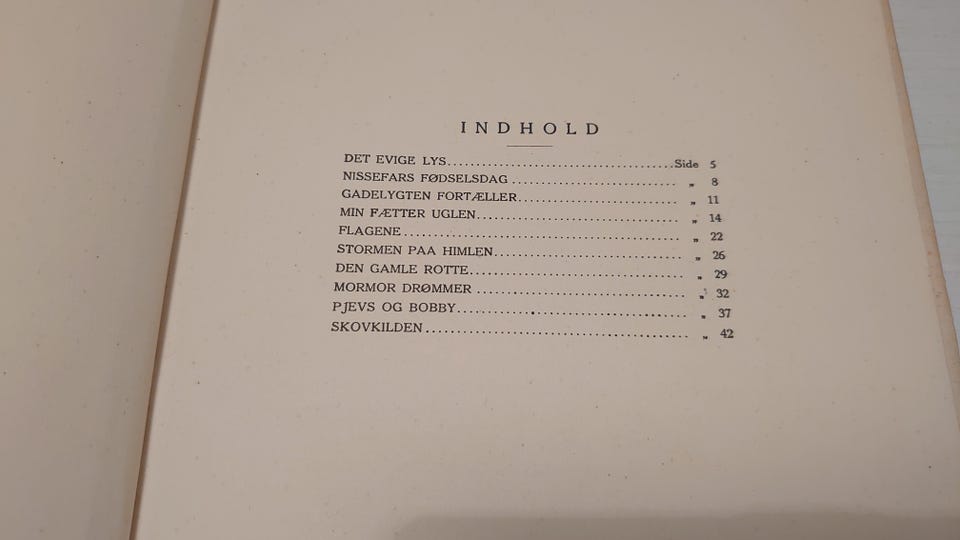 INDHOLD
DET EVIGE LYS........................................Side 5
NISSEFARS FØDSELSDAG ............................. „ 8
GADELYGTEN FORTÆLLER............................ „ 11
MIN FÆTTER UGLEN.................................... „ 14
FLAGENE................................................. „ 22
STORMEN PAA HIMLEN................................. „ 26
DEN GAMLE ROTTE...................................... „ 29
MORMOR DRØMMER ..................................... „ 32
PJEVS OG BOBBY......................................... „ 37
SKOVKILDEN............................................... „ 42